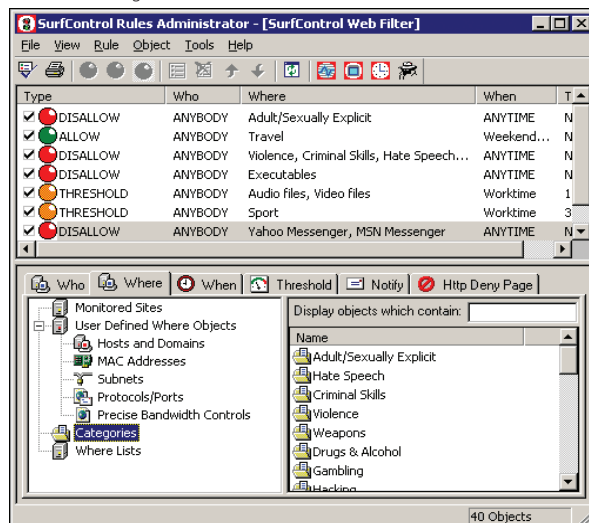 SurfControl Rules Administrator - [SurfControl Web Filter]
File View Rule Object Tools Help
Type Who Where When T
DISALLOW ANYBODY Adult/Sexually Explicit ANYTIME N
ALLOW ANYBODY Travel Weekend... N
DISALLOW ANYBODY Violence, Criminal Skills, Hate Speech... ANYTIME N
DISALLOW ANYBODY Executables ANYTIME N
THRESHOLD ANYBODY Audio files, Video files Worktime 1
THRESHOLD ANYBODY Sport Worktime 3
DISALLOW ANYBODY Yahoo Messenger, MSN Messenger ANYTIME N
Who Where When Threshold Notify Http Deny Page
Monitored Sites
User Defined Where Objects
Hosts and Domains
MAC Addresses
Subnets
Protocols/Ports
Precise Bandwidth Controls
Categories
Where Lists
Display objects which contain:
Name
Adult/Sexually Explicit
Hate Speech
Criminal Skills
Violence
Weapons
Drugs & Alcohol
Gambling
Hacking
40 Objects